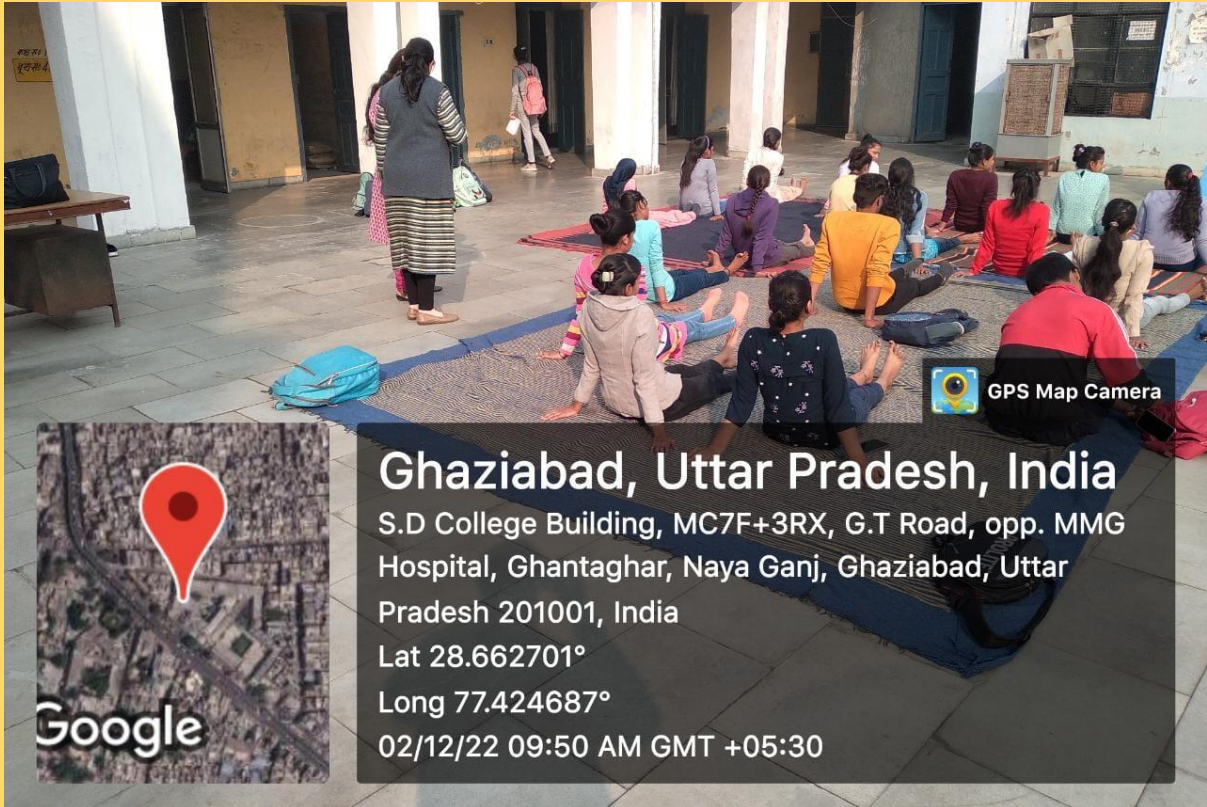 GPS Map Camera
Ghaziabad, Uttar Pradesh, India
S.D College Building, MC7F+3RX, G.T Road, opp. MMG
Hospital, Ghantaghar, Naya Ganj, Ghaziabad, Uttar
Pradesh 201001, India
Lat 28.662701°
Long 77.424687°
02/12/22 09:50 AM GMT +05:30
Google